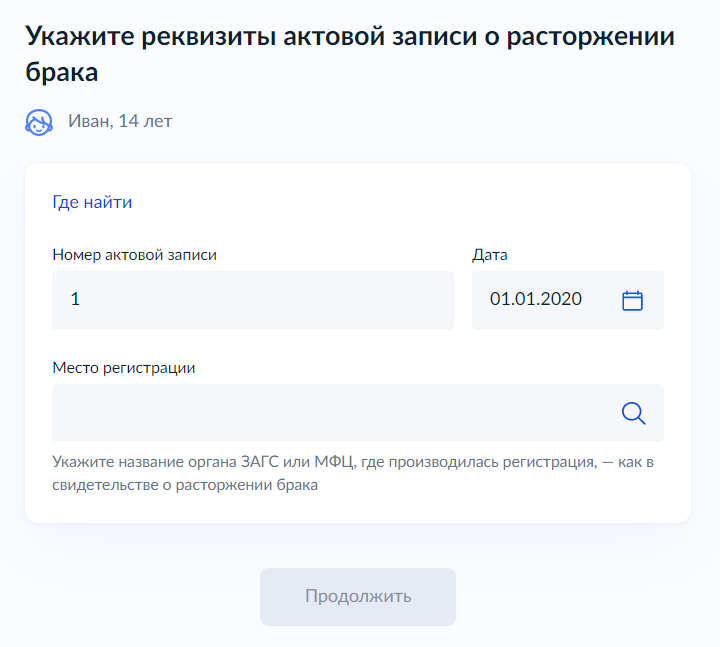 Укажите реквизиты актовой записи о расторжении
брака
Иван, 14 лет
Где найти
Номер актовой записи
Дата
1
01.01.2020
Место регистрации
Укажите название органа ЗАГС или МФЦ, где производилась регистрация, — как в
свидетельстве о расторжении брака
Продолжить